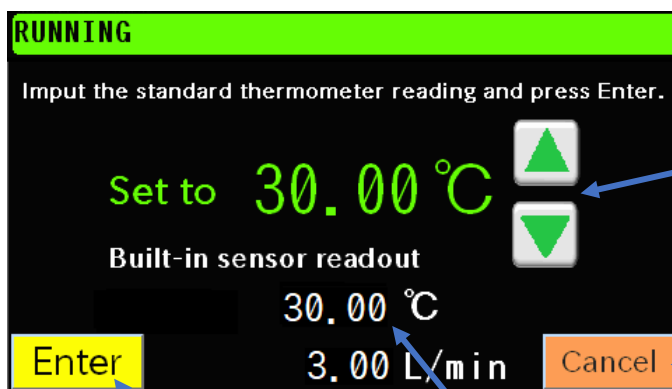 RUNNING
Imput the standard thermometer reading and press Enter.
Set to 30.00 ℃
Built-in sensor readout
30.00 ℃
Enter 3.00 L/min Cancel